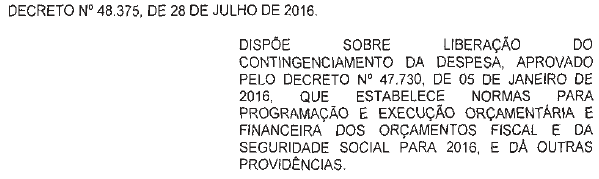 DECRETO Nº 48.375, DE 28 DE JULHO DE 2016.
DISPÕE SOBRE LIBERAÇÃO DO
CONTINGENCIAMENTO DA DESPESA, APROVADO
PELO DECRETO Nº 47.730, DE 05 DE JANEIRO DE
2016, QUE ESTABELECE NORMAS PARA
PROGRAMAÇÃO E EXECUÇÃO ORÇAMENTÁRIA E
FINANCEIRA DOS ORÇAMENTOS FISCAL E DA
SEGURIDADE SOCIAL PARA 2016, E DÁ OUTRAS
PROVIDÊNCIAS.